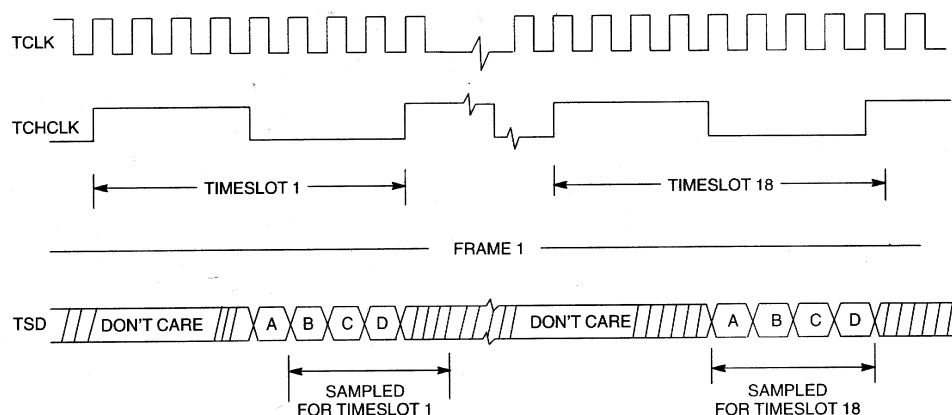 TCLK
TCHCLK
TIMESLOT 1
TIMESLOT 18
FRAME 1
TSD
DON'T CARE
A
B
C
D
DON'T CARE
A
B
C
D
SAMPLED
FOR TIMESLOT 1
SAMPLED
FOR TIMESLOT 18